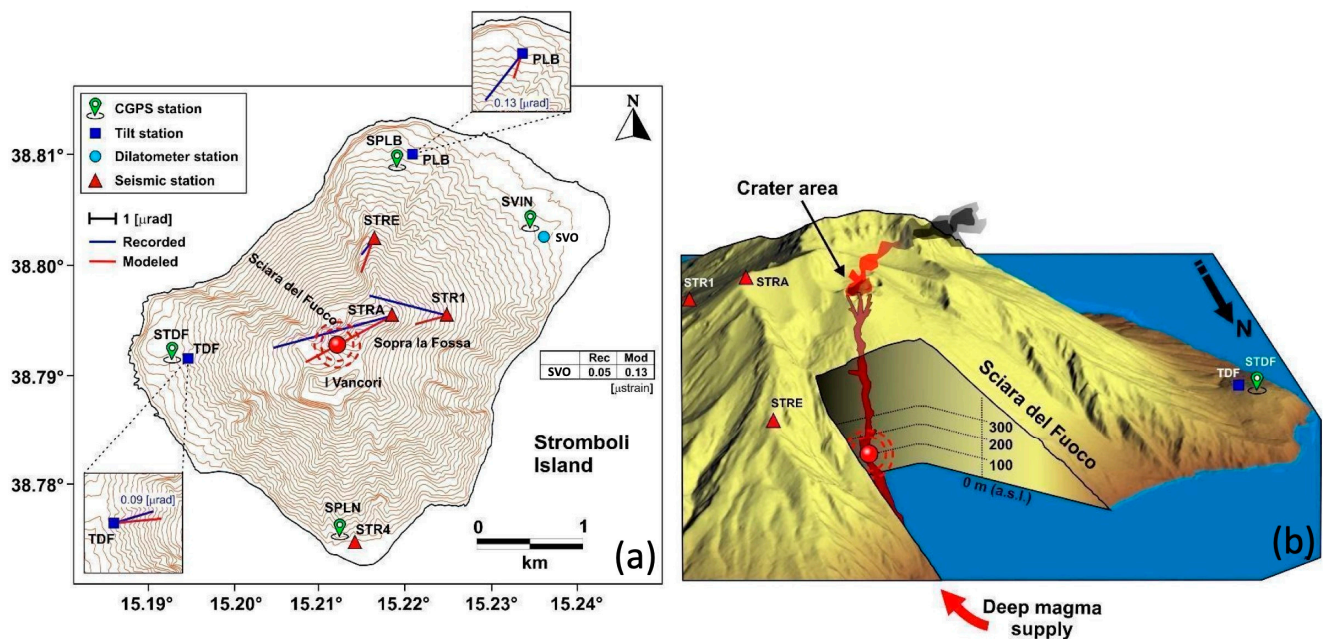 PLB
0.13 [μrad]
CGPS station
Tilt station
Dilatometer station
Seismic station
1 [μrad]
Recorded
Modeled
N
38.81°
38.80°
38.79°
38.78°
SPLB
PLB
SVIN
SVO
STRE
Sciara del Fuoco
STRA
STR1
Sopra la Fossa
STDF
TDF
I Vancori
Rec Mod
SVO 0.05 0.13
[μstrain]
Stromboli
Island
0.09 [μrad]
TDF
SPLN
STR4
0 1
km
(a)
15.19° 15.20° 15.21° 15.22° 15.23° 15.24°
Crater area
STR1
STRA
N
STDF
TDF
STRE
Sciara del Fuoco
300
200
100
0 m (a.s.l.)
(b)
Deep magma
supply